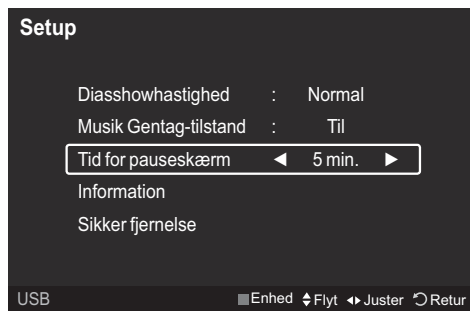 Setup
Diasshowhastighed : Normal
Musik Gentag-tilstand : Til
Tid for pauseskærm ◀ 5 min. ▶
Information
Sikker fjernelse
USB Enhed Flyt Juster Retur